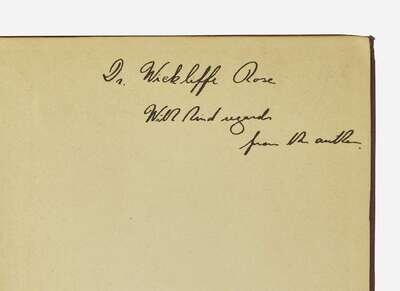 Dr. Wickliffe Rose
With kind regards
from the author.